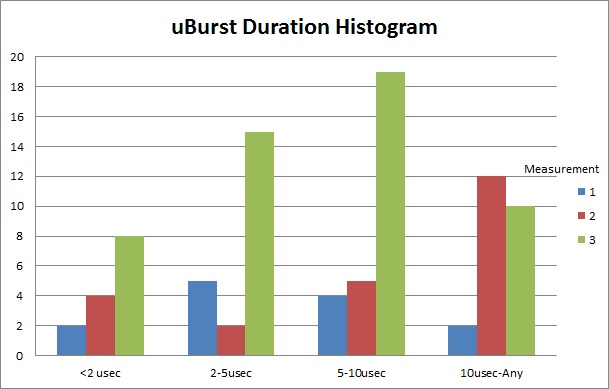 uBurst Duration Histogram
20
18
16
14
12
10
8
6
4
2
0
<2 usec
2-5usec
5-10usec
10usec-Any
Measurement
1
2
3